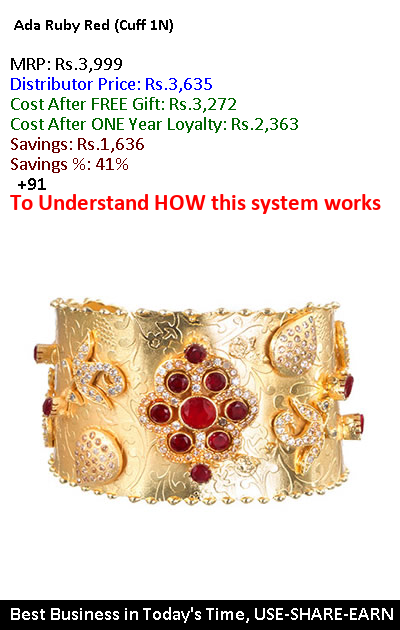 Ada Ruby Red (Cuff 1N)
MRP: Rs.3,999
Distributor Price: Rs.3,635
Cost After FREE Gift: Rs.3,272
Cost After ONE Year Loyalty: Rs.2,363
Savings: Rs.1,636
Savings %: 41%
+91
To Understand HOW this system works
Best Business in Today's Time, USE-SHARE-EARN